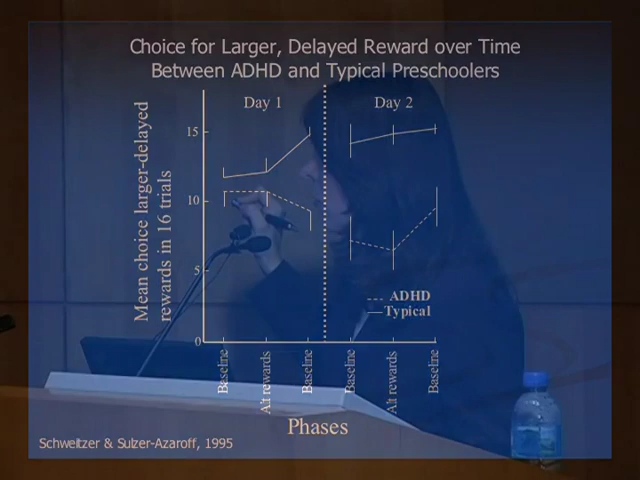 Choice for Larger, Delayed Reward over Time
Between ADHD and Typical Preschoolers
Mean choice larger-delayed
rewards in 16 trials
Day 1
Day 2
15
10
5
0
ADHD
Typical
Baseline
Alt rewards
Baseline
Baseline
Alt rewards
Baseline
Phases
Schweitzer & Sulzer-Azaroff, 1995